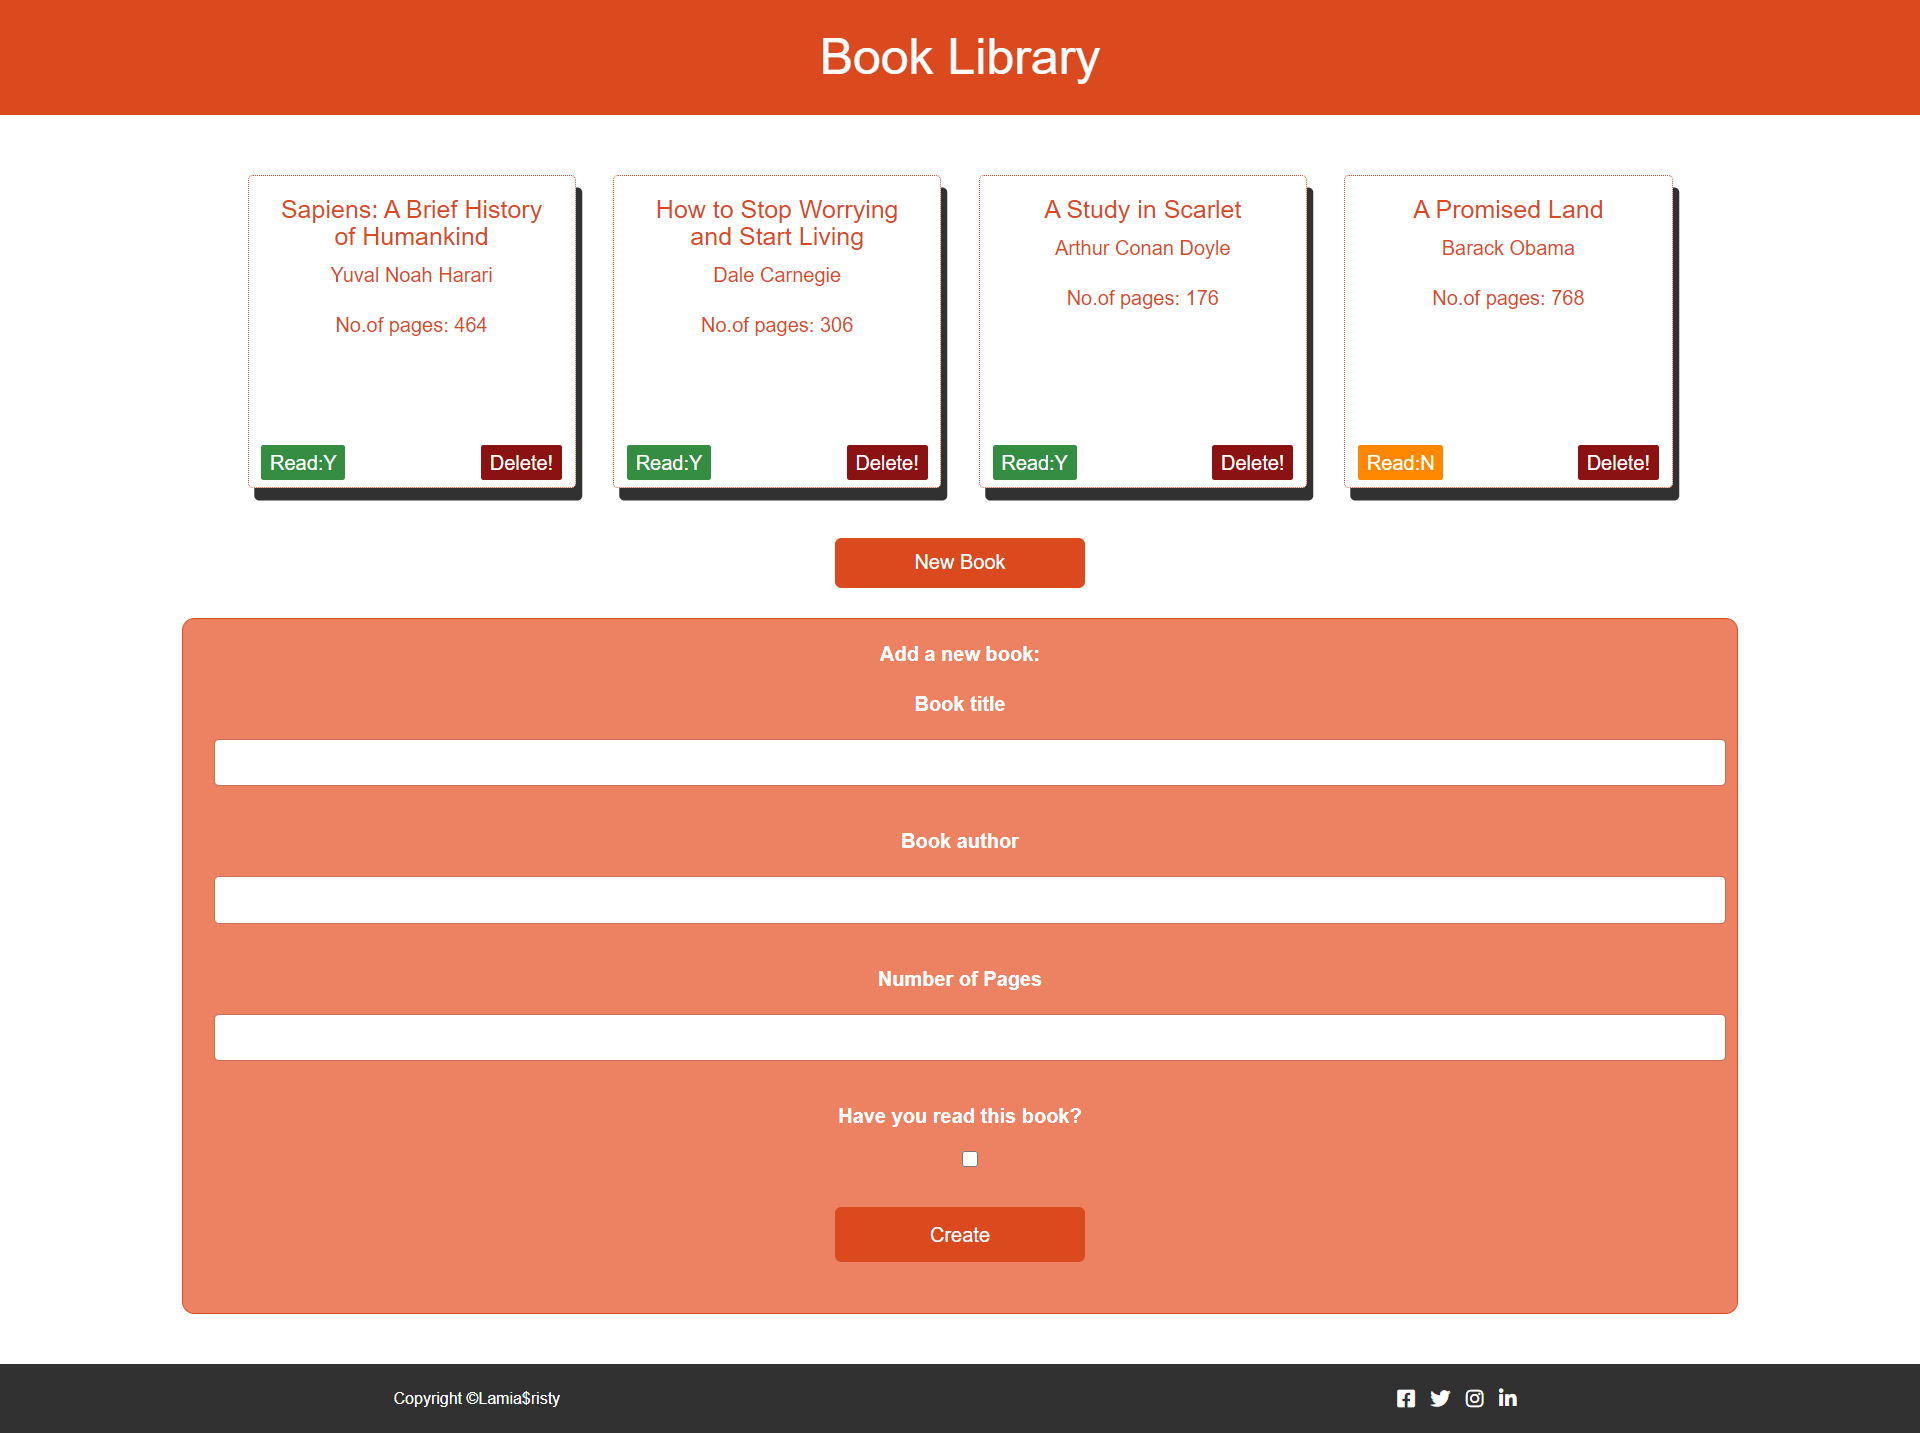 Book Library
Sapiens: A Brief History
of Humankind
Yuval Noah Harari
No.of pages: 464
Read:Y
Delete!
How to Stop Worrying
and Start Living
Dale Carnegie
No.of pages: 306
Read:Y
Delete!
A Study in Scarlet
Arthur Conan Doyle
No.of pages: 176
Read:Y
Delete!
A Promised Land
Barack Obama
No.of pages: 768
Read:N
Delete!
New Book
Add a new book:
Book title
Book author
Number of Pages
Have you read this book?
Create
Copyright ©Lamia$risty